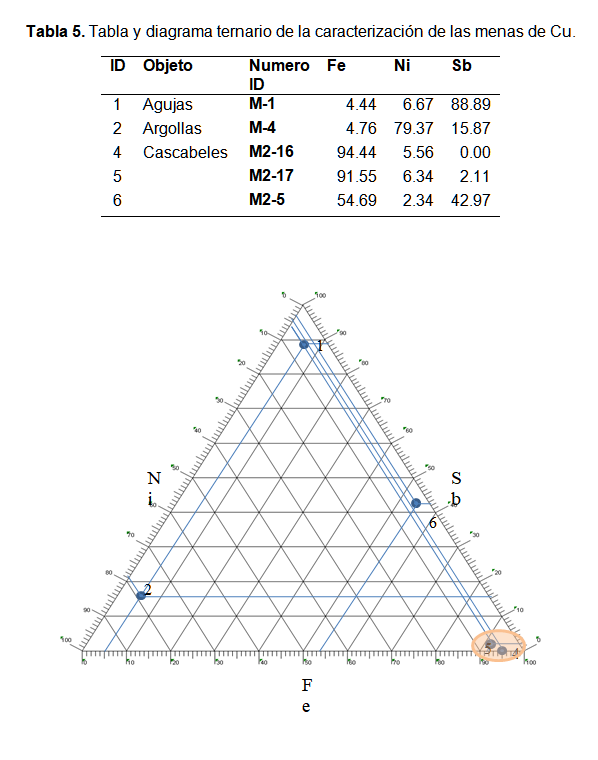 Tabla 5. Tabla y diagrama ternario de la caracterización de las menas de Cu.
ID Objeto Numero ID Fe Ni Sb
1 Agujas M-1 4.44 6.67 88.89
2 Argollas M-4 4.76 79.37 15.87
4 Cascabeles M2-16 94.44 5.56 0.00
5 M2-17 91.55 6.34 2.11
6 M2-5 54.69 2.34 42.97
0 100
10 90
1
20 80
30 70
40 60
50 50
Ni
Sb
60 40
6
70 30
80 20
2
90 10
5 4
100 0
0 10 20 30 40 50 60 70 80 90 100
Fe